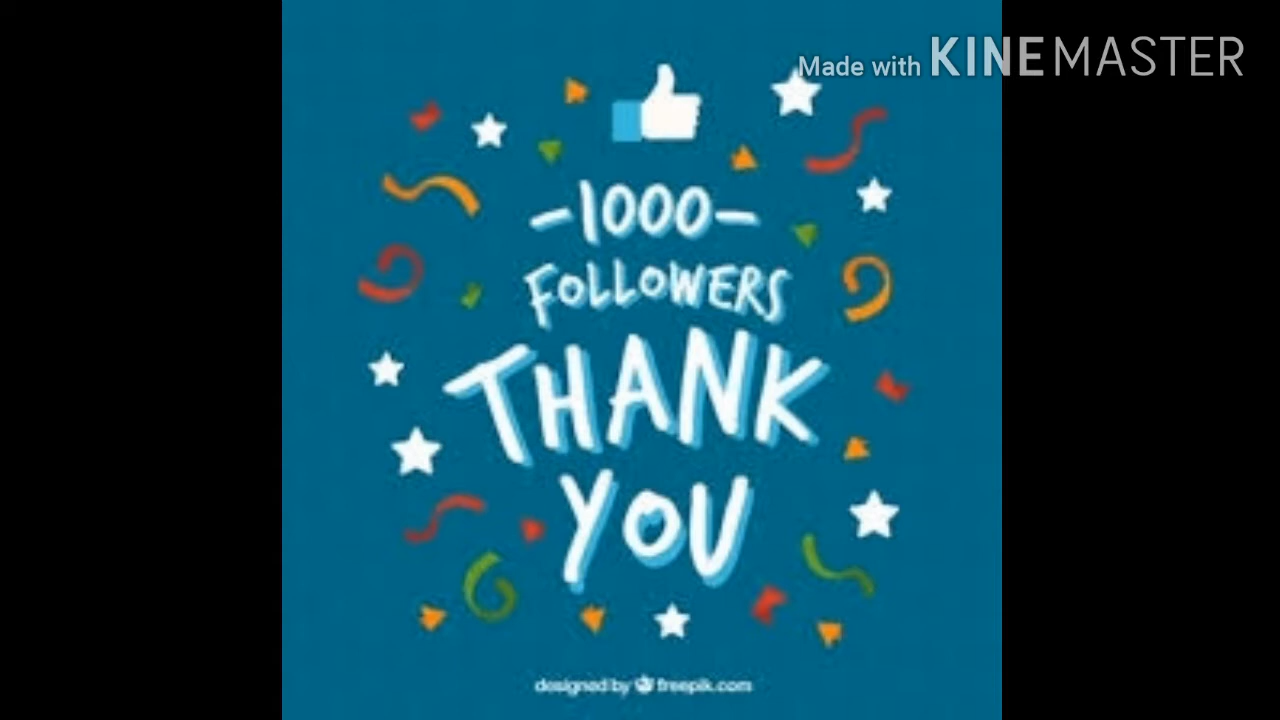 Made with KINEMASTER
-1000-
FOLLOWERS
THANK
YOU
designed by freepik.com